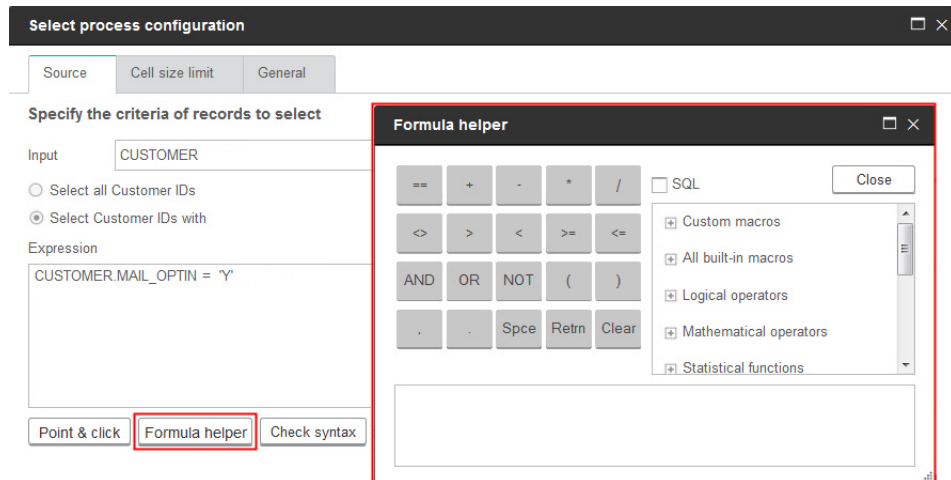 Select process configuration
Source Cell size limit General
Specify the criteria of records to select
Input CUSTOMER
Select all Customer IDs
Select Customer IDs with
Expression
CUSTOMER.MAIL_OPTIN = 'Y'
Point & click Formula helper Check syntax
Formula helper
== + - * /
<> > < >= <=
AND OR NOT ( )
, . Spce Retrn Clear
SQL Close
Custom macros
All built-in macros
Logical operators
Mathematical operators
Statistical functions